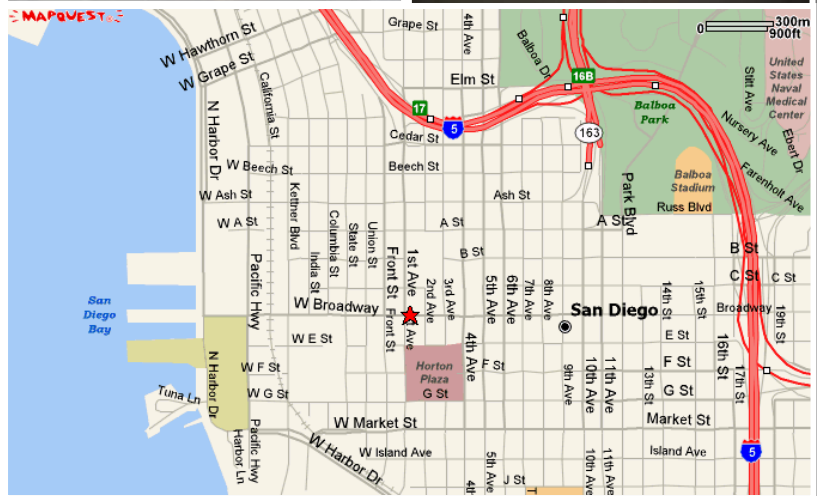 MAPQUEST
Grape St
4th Ave
Balboa Dr
0 300m
900ft
W Hawthorn St
W Grape St
Elm St
16B
United
States
Naval
Medical
Center
Stitt Ave
California St
N Harbor Dr
17
5
Balboa
Park
Nursery Ave
Ebert Dr
Cedar St
163
W Beech St
Beech St
Balboa
Stadium
Farenholt Ave
W Ash St
Kettner Blvd
Ash St
Park Blvd
Russ Blvd
W A St
Columbia St
State St
Union St
A St
A St
Pacific Hwy
India St
Front St
1st Ave
2nd Ave
3rd Ave
B St
5th Ave
6th Ave
7th Ave
8th Ave
B St
C St
C St
14th St
15th St
San
Diego
Bay
W Broadway
San Diego
Broadway
19th St
W E St
Front St
Ave
4th Ave
E St
16th St
N Harbor Dr
W F St
Horton
Plaza
F St
9th Ave
10th Ave
11th Ave
13th St
F St
17th St
W G St
G St
G St
Tuna Ln
W Market St
Market St
Harbor Ln
Pacific Hwy
W Harbor Dr
W Island Ave
5th Ave
10th Ave
11th Ave
Island Ave
5
4t
J St
T